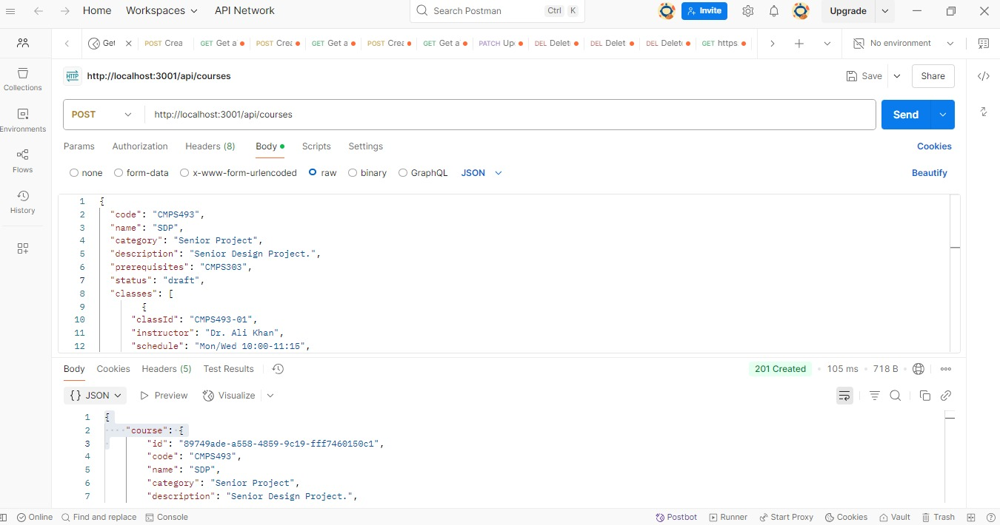 Home Workspaces API Network Search Postman Ctrl K Invite Upgrade
Get POST Crea GET Get a POST Crea GET Get a POST Crea GET Get a PATCH Up DEL Delet DEL Delet DEL Delet GET https No environment
HTTP http://localhost:3001/api/courses Save Share
Collections
POST http://localhost:3001/api/courses Send
Environments
Params Authorization Headers (8) Body Scripts Settings Cookies
Flows
none form-data x-www-form-urlencoded raw binary GraphQL JSON Beautify
History
1 {
2 "code": "CMPS493",
3 "name": "SDP",
4 "category": "Senior Project",
5 "description": "Senior Design Project.",
6 "prerequisites": "CMPS303",
7 "status": "draft",
8 "classes": [
9 {
10 "classId": "CMPS493-01",
11 "instructor": "Dr. Ali Khan",
12 "schedule": "Mon/Wed 10:00-11:15",
Body Cookies Headers (5) Test Results 201 Created 105 ms 718 B
{} JSON Preview Visualize
1 {
2 "course": {
3 "id": "89749ade-a558-4859-9c19-fff7460150c1",
4 "code": "CMPS493",
5 "name": "SDP",
6 "category": "Senior Project",
7 "description": "Senior Design Project.",
Online Find and replace Console Postbot Runner Start Proxy Cookies Vault Trash